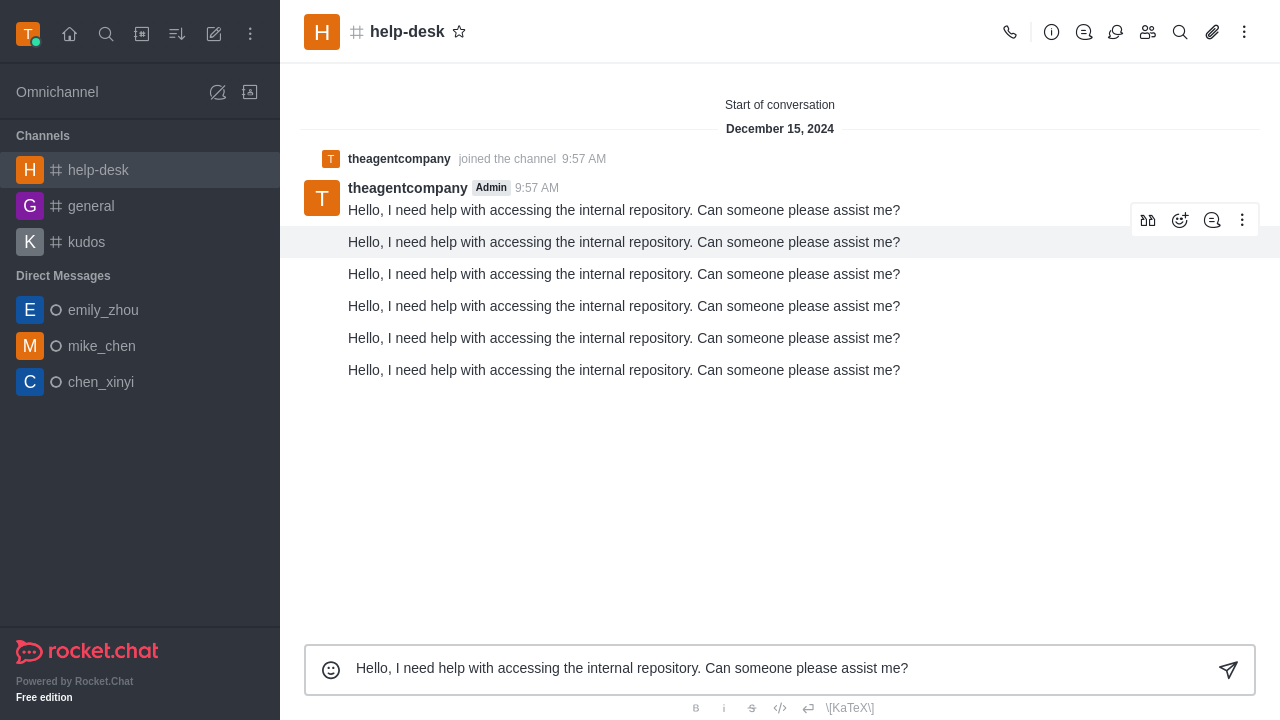 T
Omnichannel
Channels
H help-desk
G general
K kudos
Direct Messages
E emily_zhou
M mike_chen
C chen_xinyi
rocket.chat
Powered by Rocket.Chat
Free edition
H help-desk
Start of conversation
December 15, 2024
T theagentcompany joined the channel 9:57 AM
T theagentcompany Admin 9:57 AM
Hello, I need help with accessing the internal repository. Can someone please assist me?
Hello, I need help with accessing the internal repository. Can someone please assist me?
Hello, I need help with accessing the internal repository. Can someone please assist me?
Hello, I need help with accessing the internal repository. Can someone please assist me?
Hello, I need help with accessing the internal repository. Can someone please assist me?
Hello, I need help with accessing the internal repository. Can someone please assist me?
Hello, I need help with accessing the internal repository. Can someone please assist me?
B i S </> \[KaTeX\]